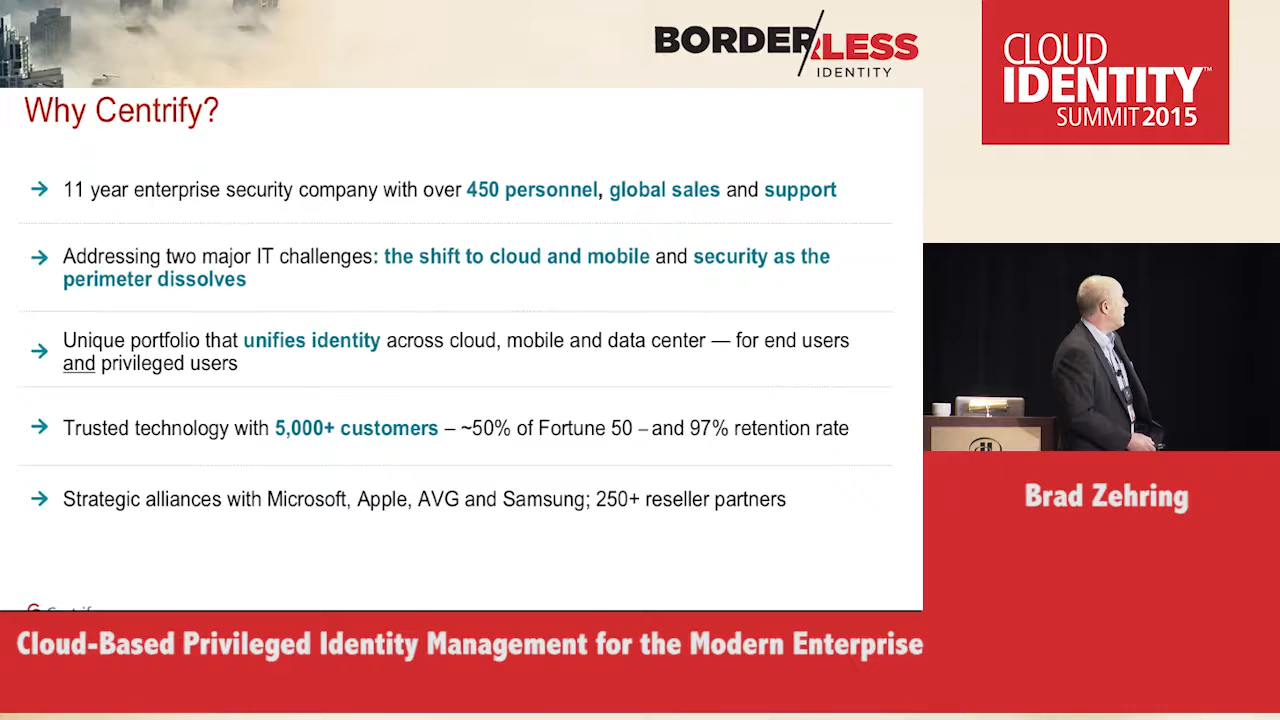 BORDERLESS
IDENTITY
CLOUD
IDENTITY™
SUMMIT 2015
Why Centrify?
11 year enterprise security company with over 450 personnel, global sales and support
Addressing two major IT challenges: the shift to cloud and mobile and security as the
perimeter dissolves
Unique portfolio that unifies identity across cloud, mobile and data center — for end users
and privileged users
Trusted technology with 5,000+ customers – ~50% of Fortune 50 – and 97% retention rate
Strategic alliances with Microsoft, Apple, AVG and Samsung; 250+ reseller partners
Brad Zehring
Cloud-Based Privileged Identity Management for the Modern Enterprise